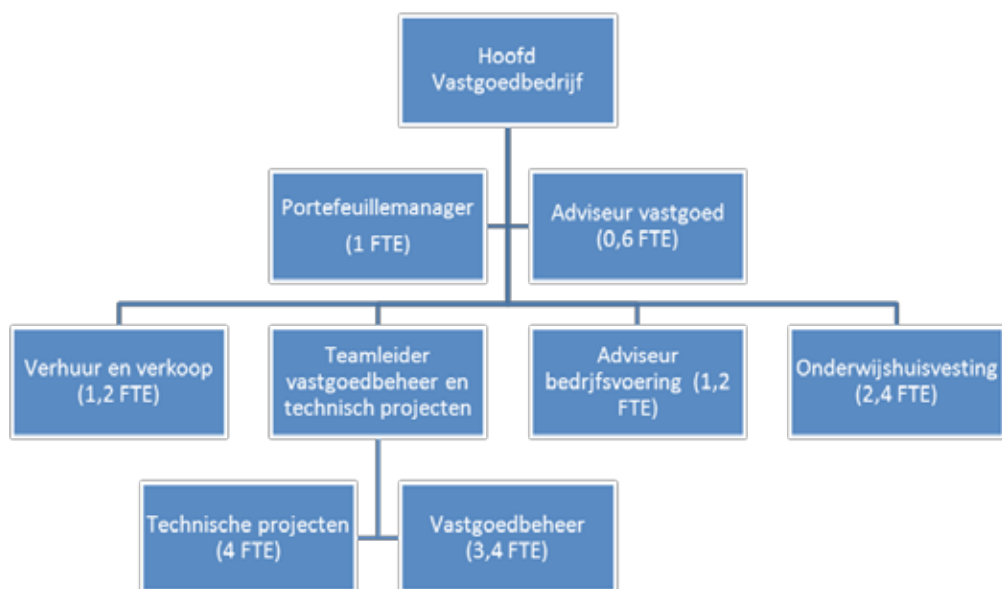 Hoofd
Vastgoedbedrijf
Portefeuillemanager
(1 FTE)
Adviseur vastgoed
(0,6 FTE)
Verhuur en verkoop
(1,2 FTE)
Teamleider
vastgoedbeheer en
technisch projecten
Adviseur
bedrjfsvoering (1,2
FTE)
Onderwijshuisvesting
(2,4 FTE)
Technische projecten
(4 FTE)
Vastgoedbeheer
(3,4 FTE)